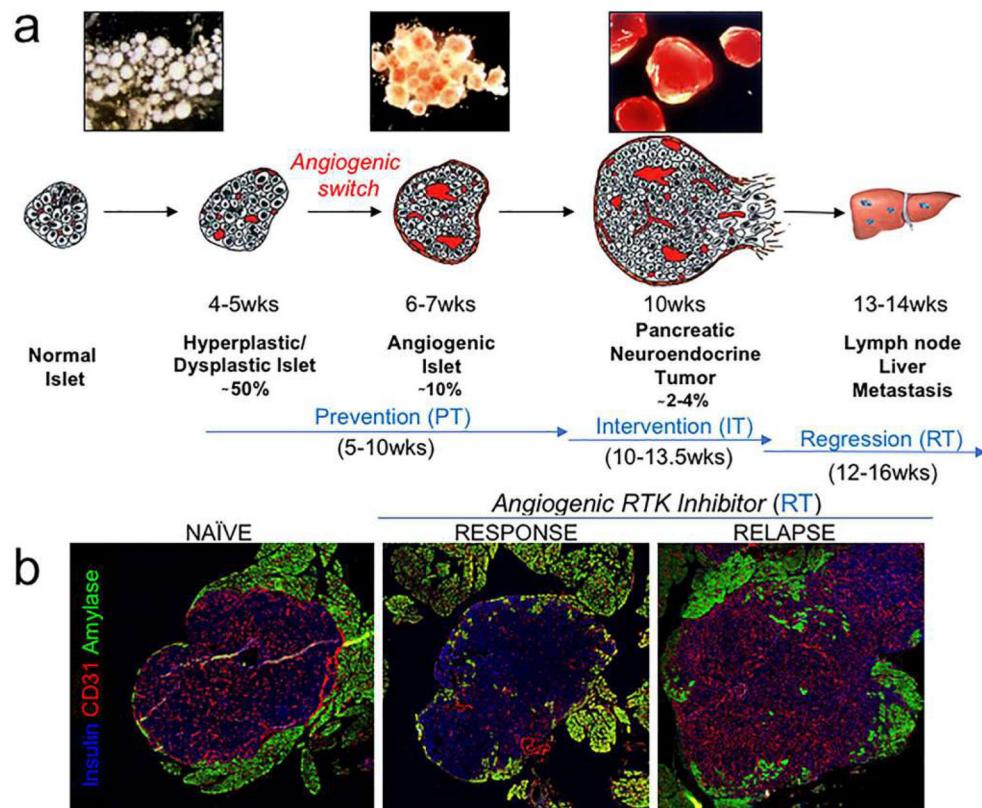 a
Angiogenic
switch
4-5wks
6-7wks
10wks
13-14wks
Normal
Islet
Hyperplastic/
Dysplastic Islet
~50%
Angiogenic
Islet
~10%
Pancreatic
Neuroendocrine
Tumor
~2-4%
Lymph node
Liver
Metastasis
Prevention (PT)
(5-10wks)
Intervention (IT)
(10-13.5wks)
Regression (RT)
(12-16wks)
Angiogenic RTK Inhibitor (RT)
NAÏVE
RESPONSE
RELAPSE
b
Insulin CD31 Amylase